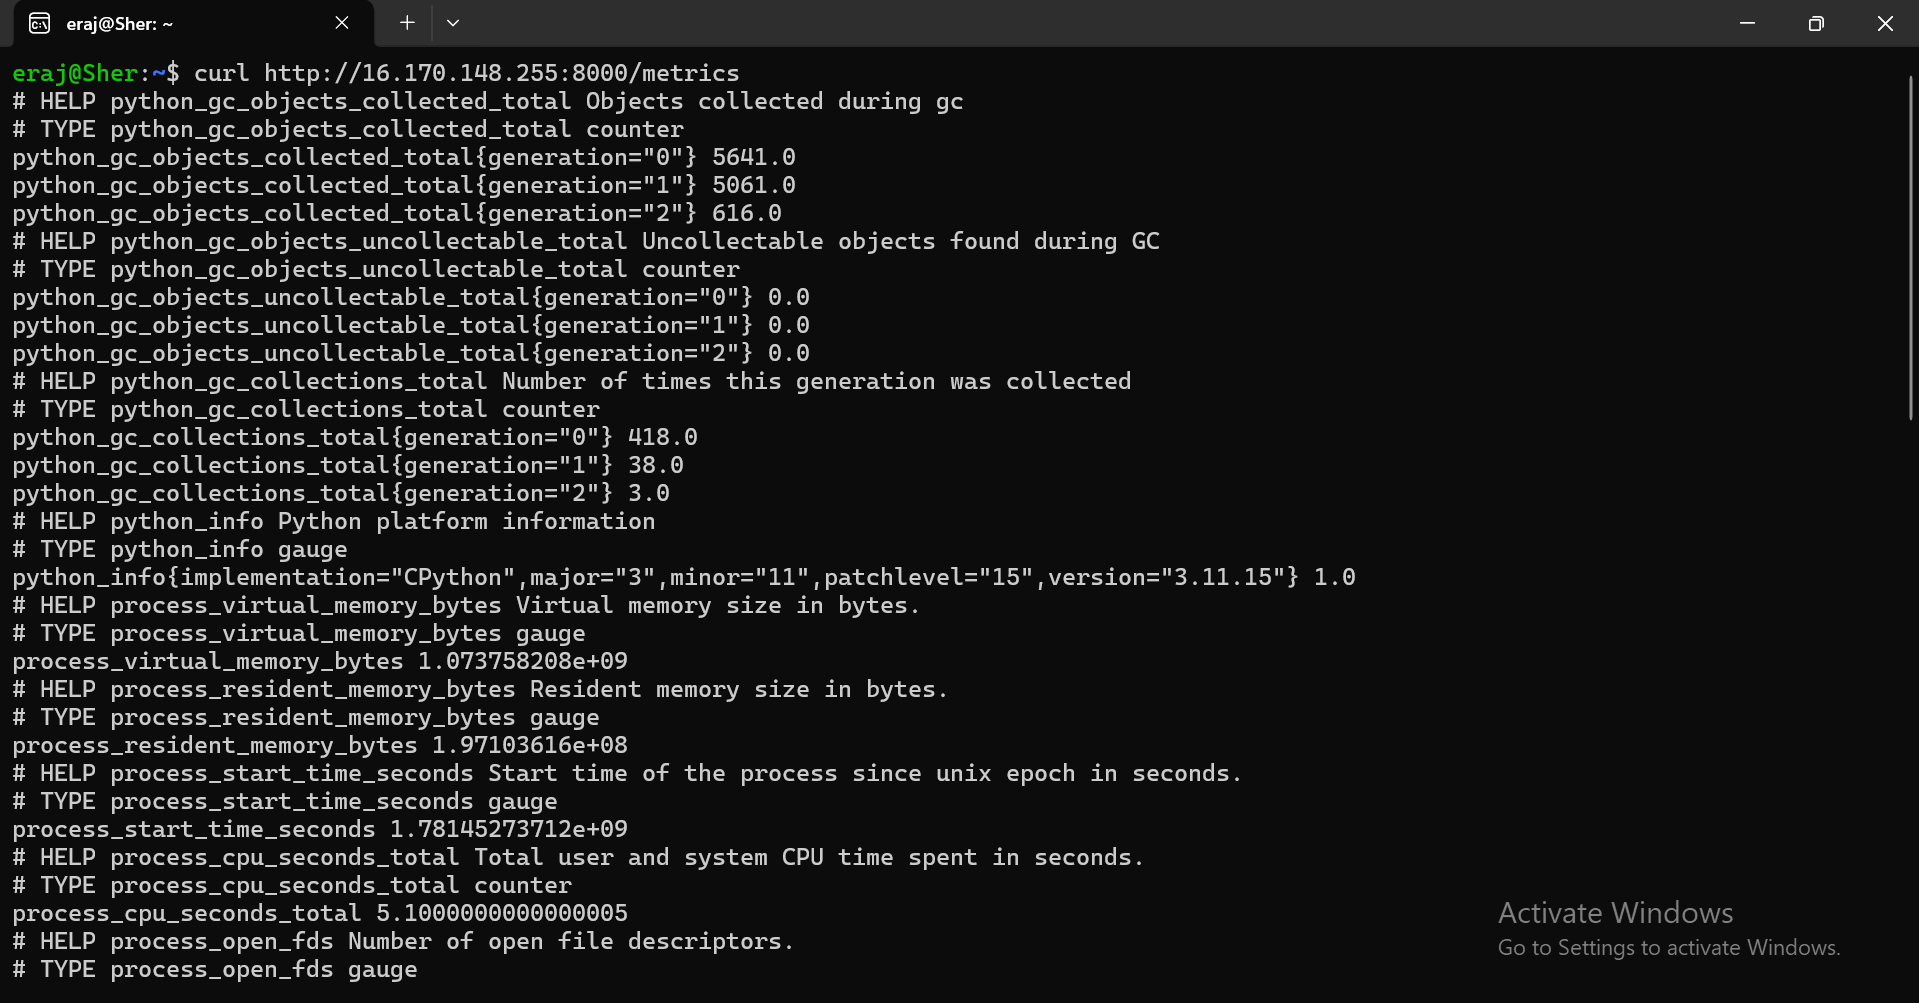 eraj@Sher: ~
eraj@Sher:~$ curl http://16.170.148.255:8000/metrics
# HELP python_gc_objects_collected_total Objects collected during gc
# TYPE python_gc_objects_collected_total counter
python_gc_objects_collected_total{generation="0"} 5641.0
python_gc_objects_collected_total{generation="1"} 5061.0
python_gc_objects_collected_total{generation="2"} 616.0
# HELP python_gc_objects_uncollectable_total Uncollectable objects found during GC
# TYPE python_gc_objects_uncollectable_total counter
python_gc_objects_uncollectable_total{generation="0"} 0.0
python_gc_objects_uncollectable_total{generation="1"} 0.0
python_gc_objects_uncollectable_total{generation="2"} 0.0
# HELP python_gc_collections_total Number of times this generation was collected
# TYPE python_gc_collections_total counter
python_gc_collections_total{generation="0"} 418.0
python_gc_collections_total{generation="1"} 38.0
python_gc_collections_total{generation="2"} 3.0
# HELP python_info Python platform information
# TYPE python_info gauge
python_info{implementation="CPython",major="3",minor="11",patchlevel="15",version="3.11.15"} 1.0
# HELP process_virtual_memory_bytes Virtual memory size in bytes.
# TYPE process_virtual_memory_bytes gauge
process_virtual_memory_bytes 1.073758208e+09
# HELP process_resident_memory_bytes Resident memory size in bytes.
# TYPE process_resident_memory_bytes gauge
process_resident_memory_bytes 1.97103616e+08
# HELP process_start_time_seconds Start time of the process since unix epoch in seconds.
# TYPE process_start_time_seconds gauge
process_start_time_seconds 1.78145273712e+09
# HELP process_cpu_seconds_total Total user and system CPU time spent in seconds.
# TYPE process_cpu_seconds_total counter
process_cpu_seconds_total 5.1000000000000005
# HELP process_open_fds Number of open file descriptors.
# TYPE process_open_fds gauge
Activate Windows
Go to Settings to activate Windows.